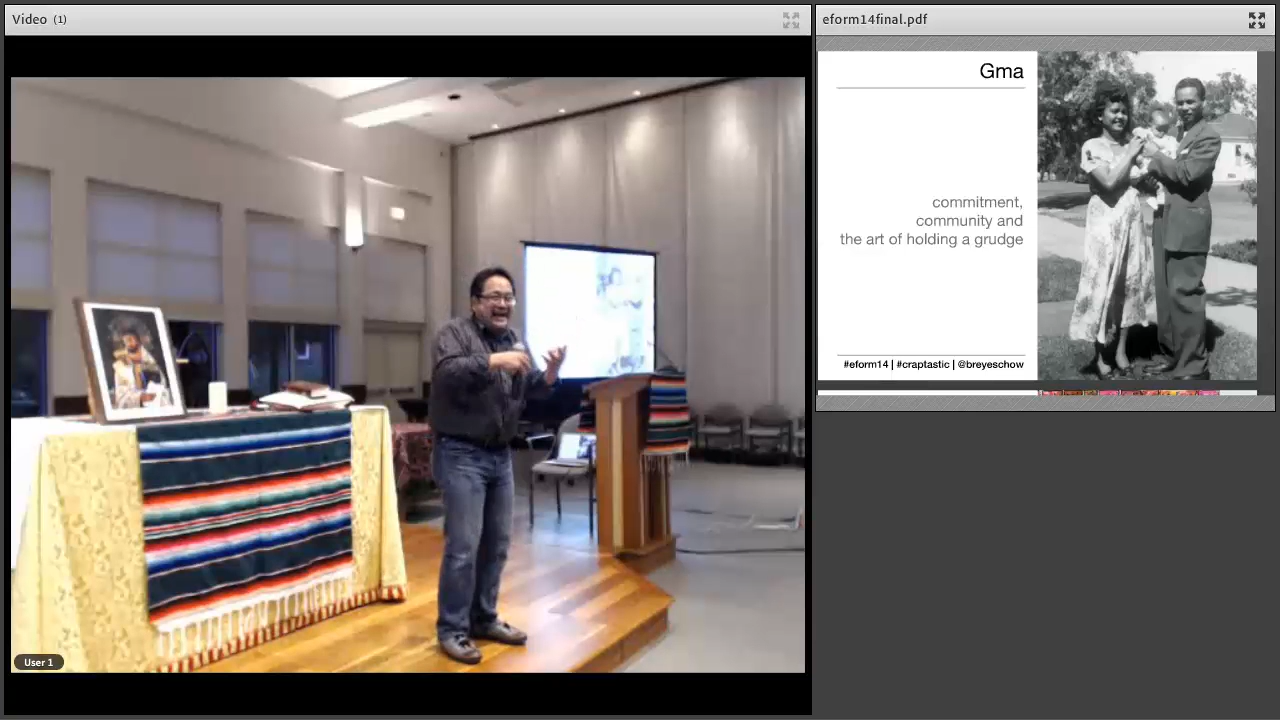 Video (1)
User 1
eform14final.pdf
Gma
commitment,
community and
the art of holding a grudge
#eform14 | #craptastic | @breyeschow